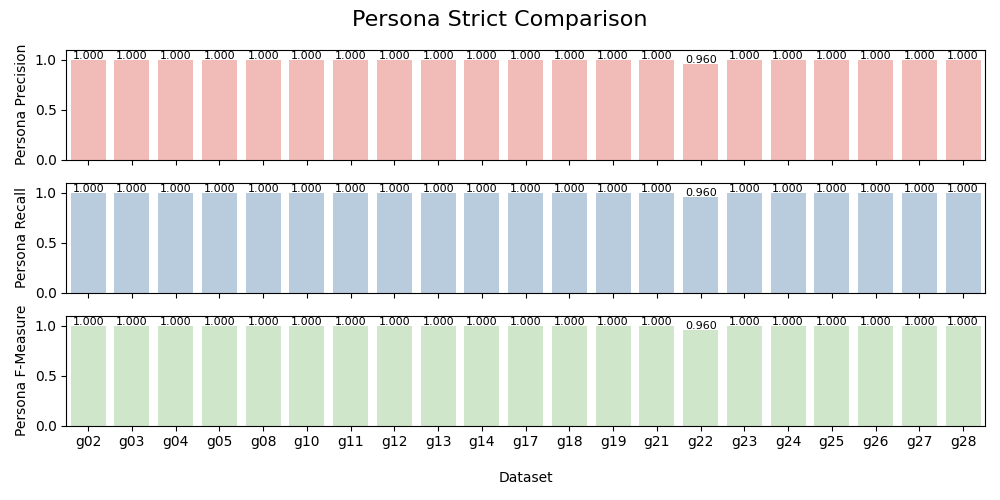 Persona Strict Comparison
Persona Precision
1.0
0.5
0.0
1.000 1.000 1.000 1.000 1.000 1.000 1.000 1.000 1.000 1.000 1.000 1.000 1.000 1.000 0.960 1.000 1.000 1.000 1.000 1.000 1.000
Persona Recall
1.0
0.5
0.0
1.000 1.000 1.000 1.000 1.000 1.000 1.000 1.000 1.000 1.000 1.000 1.000 1.000 1.000 0.960 1.000 1.000 1.000 1.000 1.000 1.000
Persona F-Measure
1.0
0.5
0.0
1.000 1.000 1.000 1.000 1.000 1.000 1.000 1.000 1.000 1.000 1.000 1.000 1.000 1.000 0.960 1.000 1.000 1.000 1.000 1.000 1.000
g02 g03 g04 g05 g08 g10 g11 g12 g13 g14 g17 g18 g19 g21 g22 g23 g24 g25 g26 g27 g28
Dataset